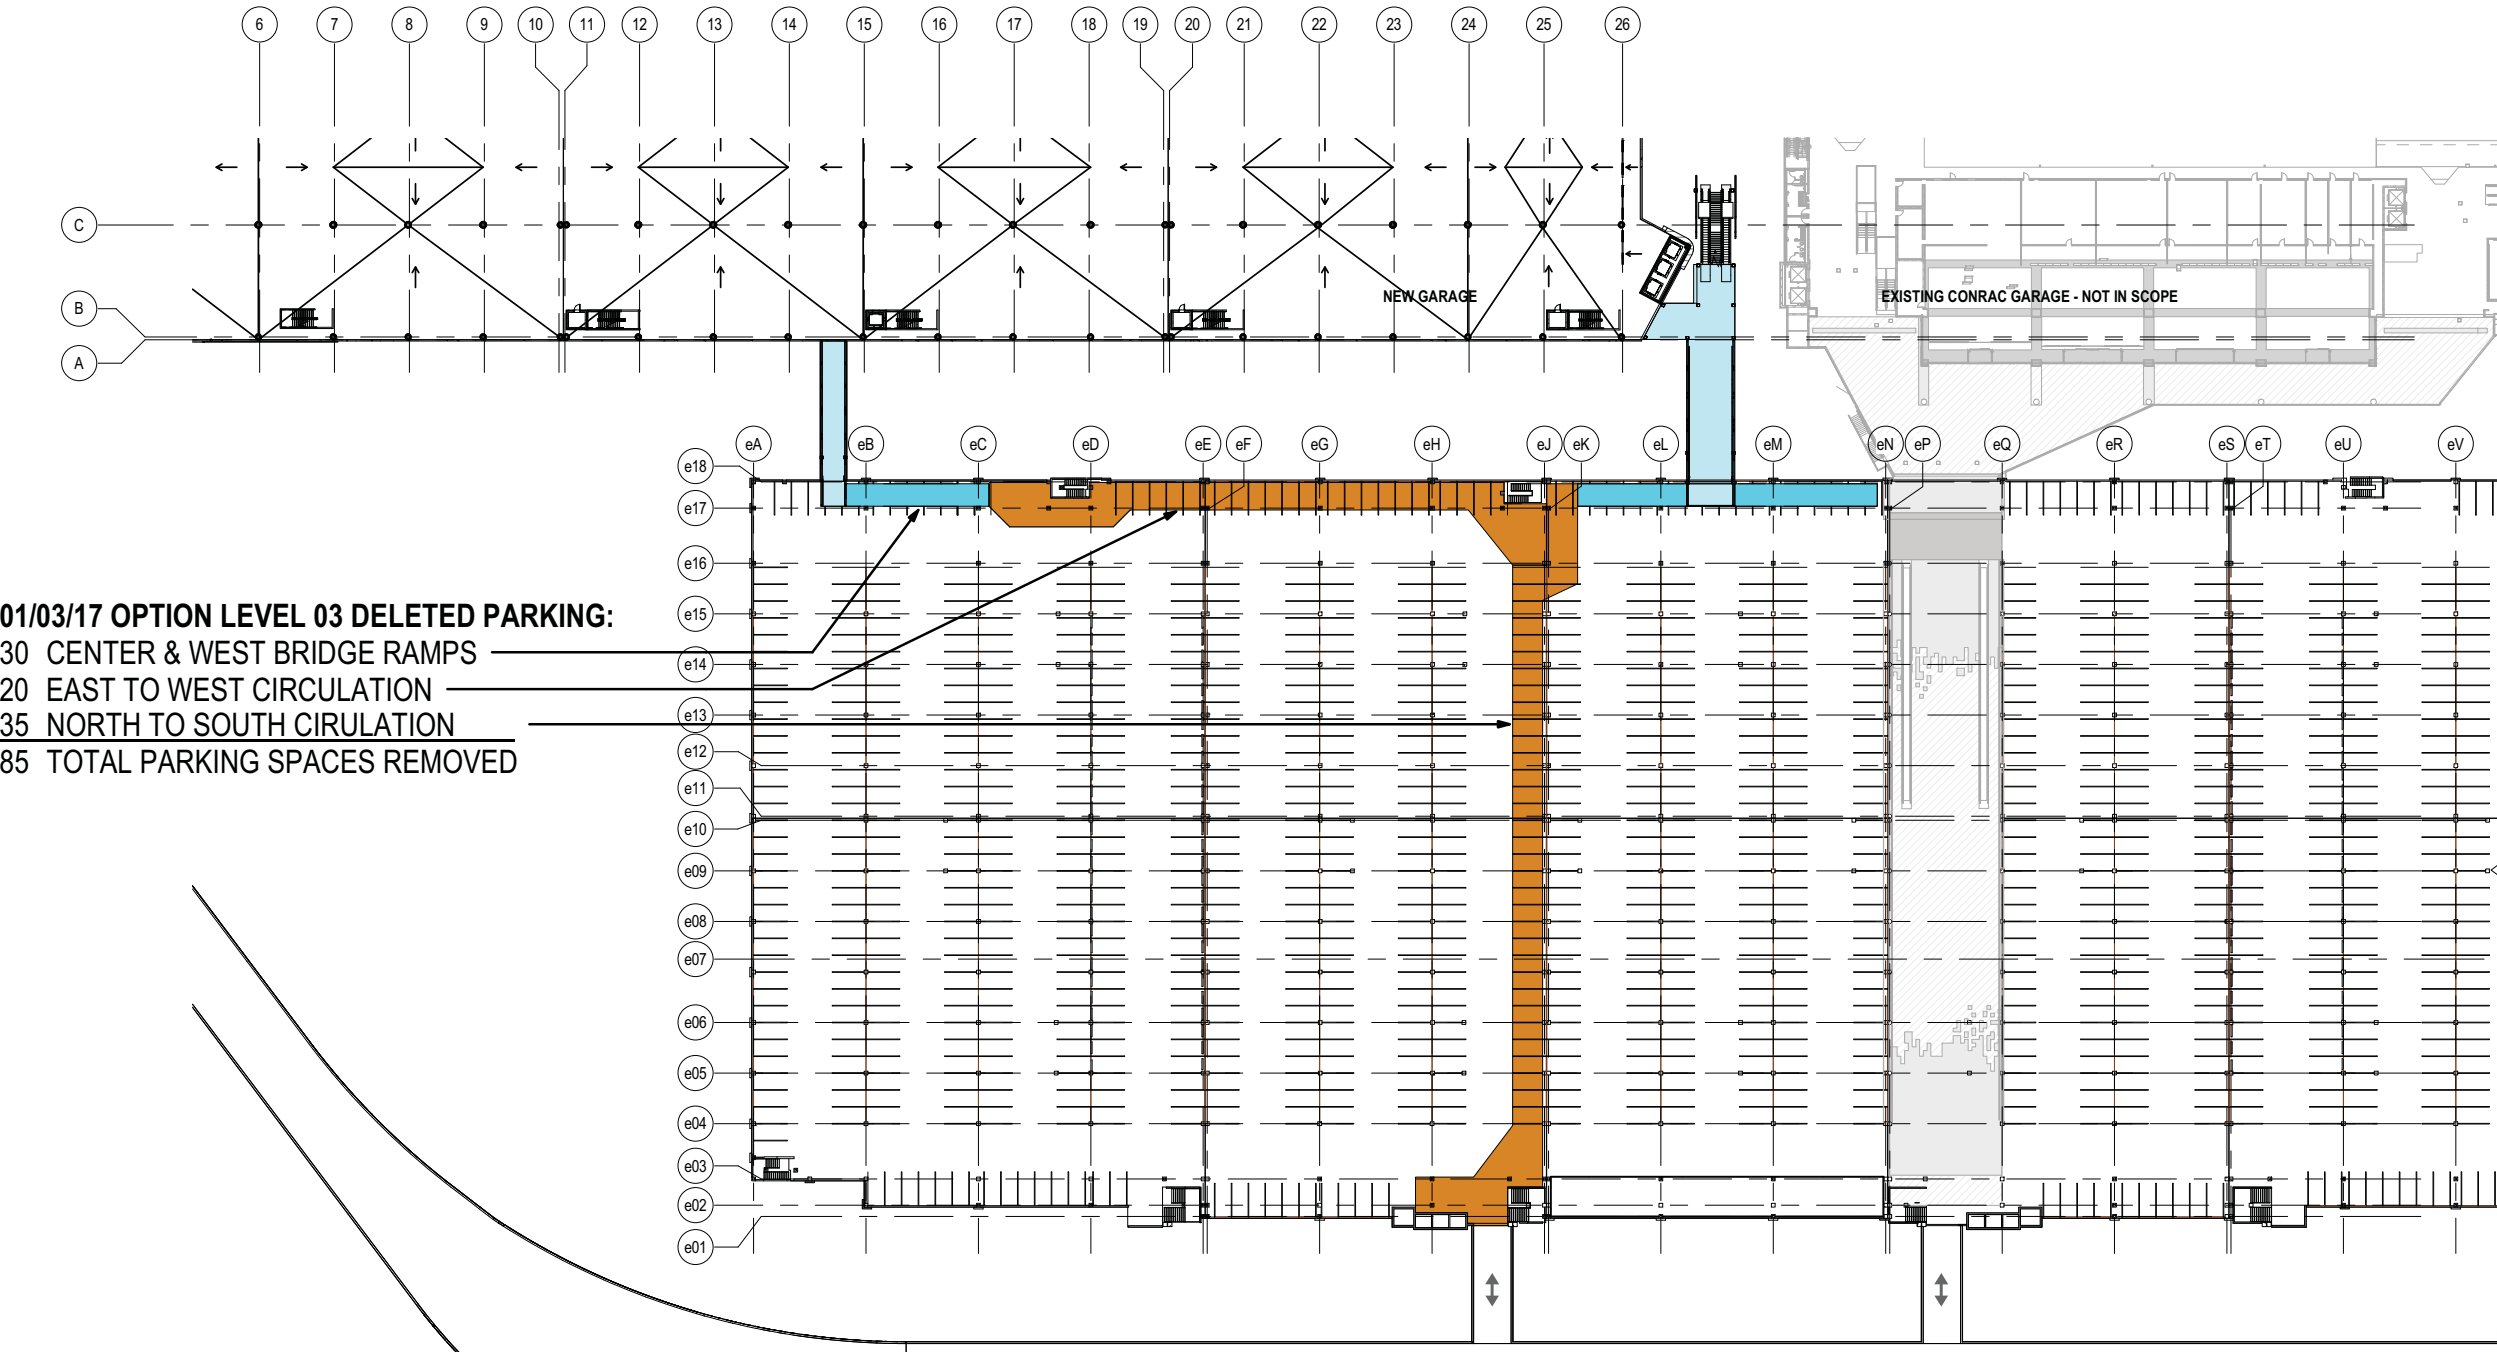 6 7 8 9 10 11 12 13 14 15 16 17 18 19 20 21 22 23 24 25 26
C
B
A
NEW GARAGE
EXISTING CONRAC GARAGE - NOT IN SCOPE
eA eB eC eD eE eF eG eH eJ eK eL eM eN eP eQ eR eS eT eU eV
e18
e17
e16
e15
e14
e13
e12
e11
e10
e09
e08
e07
e06
e05
e04
e03
e02
e01
01/03/17 OPTION LEVEL 03 DELETED PARKING:
30 CENTER & WEST BRIDGE RAMPS
20 EAST TO WEST CIRCULATION
35 NORTH TO SOUTH CIRULATION
85 TOTAL PARKING SPACES REMOVED